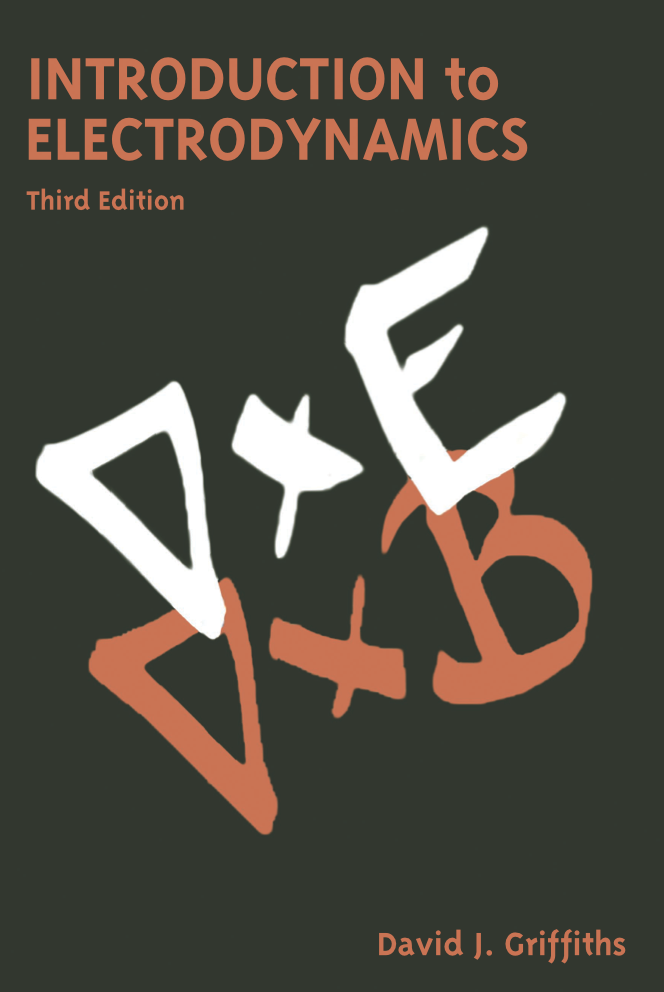 INTRODUCTION to
ELECTRODYNAMICS
Third Edition
∇×E
∇×B
David J. Griffiths